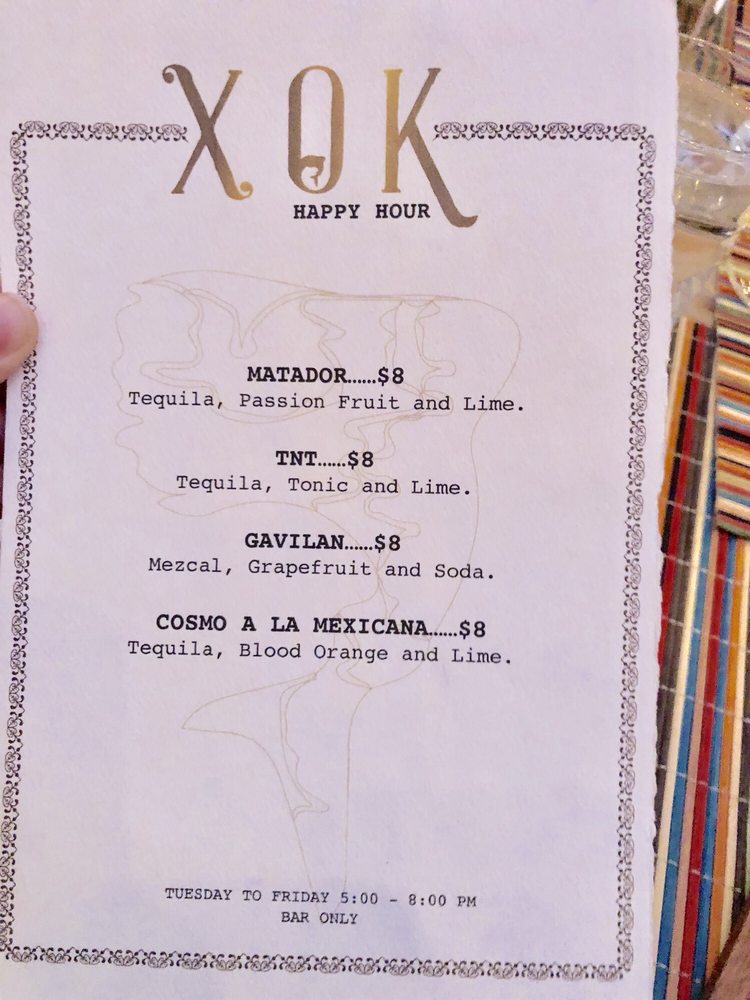 XOK
HAPPY HOUR
MATADOR......$8
Tequila, Passion Fruit and Lime.
TNT......$8
Tequila, Tonic and Lime.
GAVILAN......$8
Mezcal, Grapefruit and Soda.
COSMO A LA MEXICANA......$8
Tequila, Blood Orange and Lime.
TUESDAY TO FRIDAY 5:00 - 8:00 PM
BAR ONLY